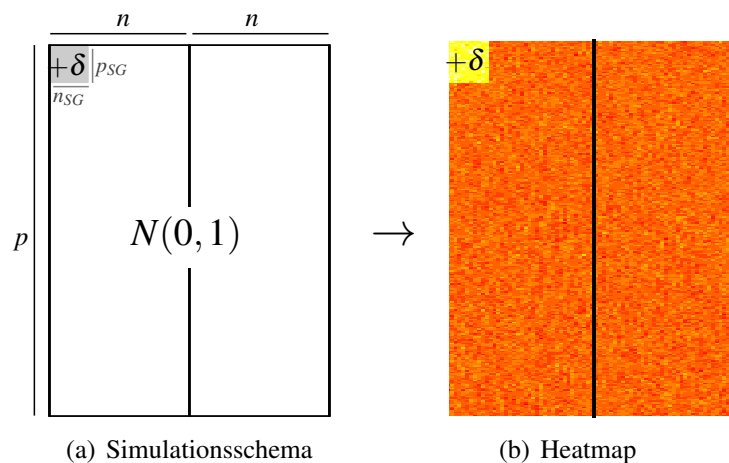 n n
+δ p_SG
n_SG
p
N(0,1)
→
+δ
(a) Simulationsschema
(b) Heatmap